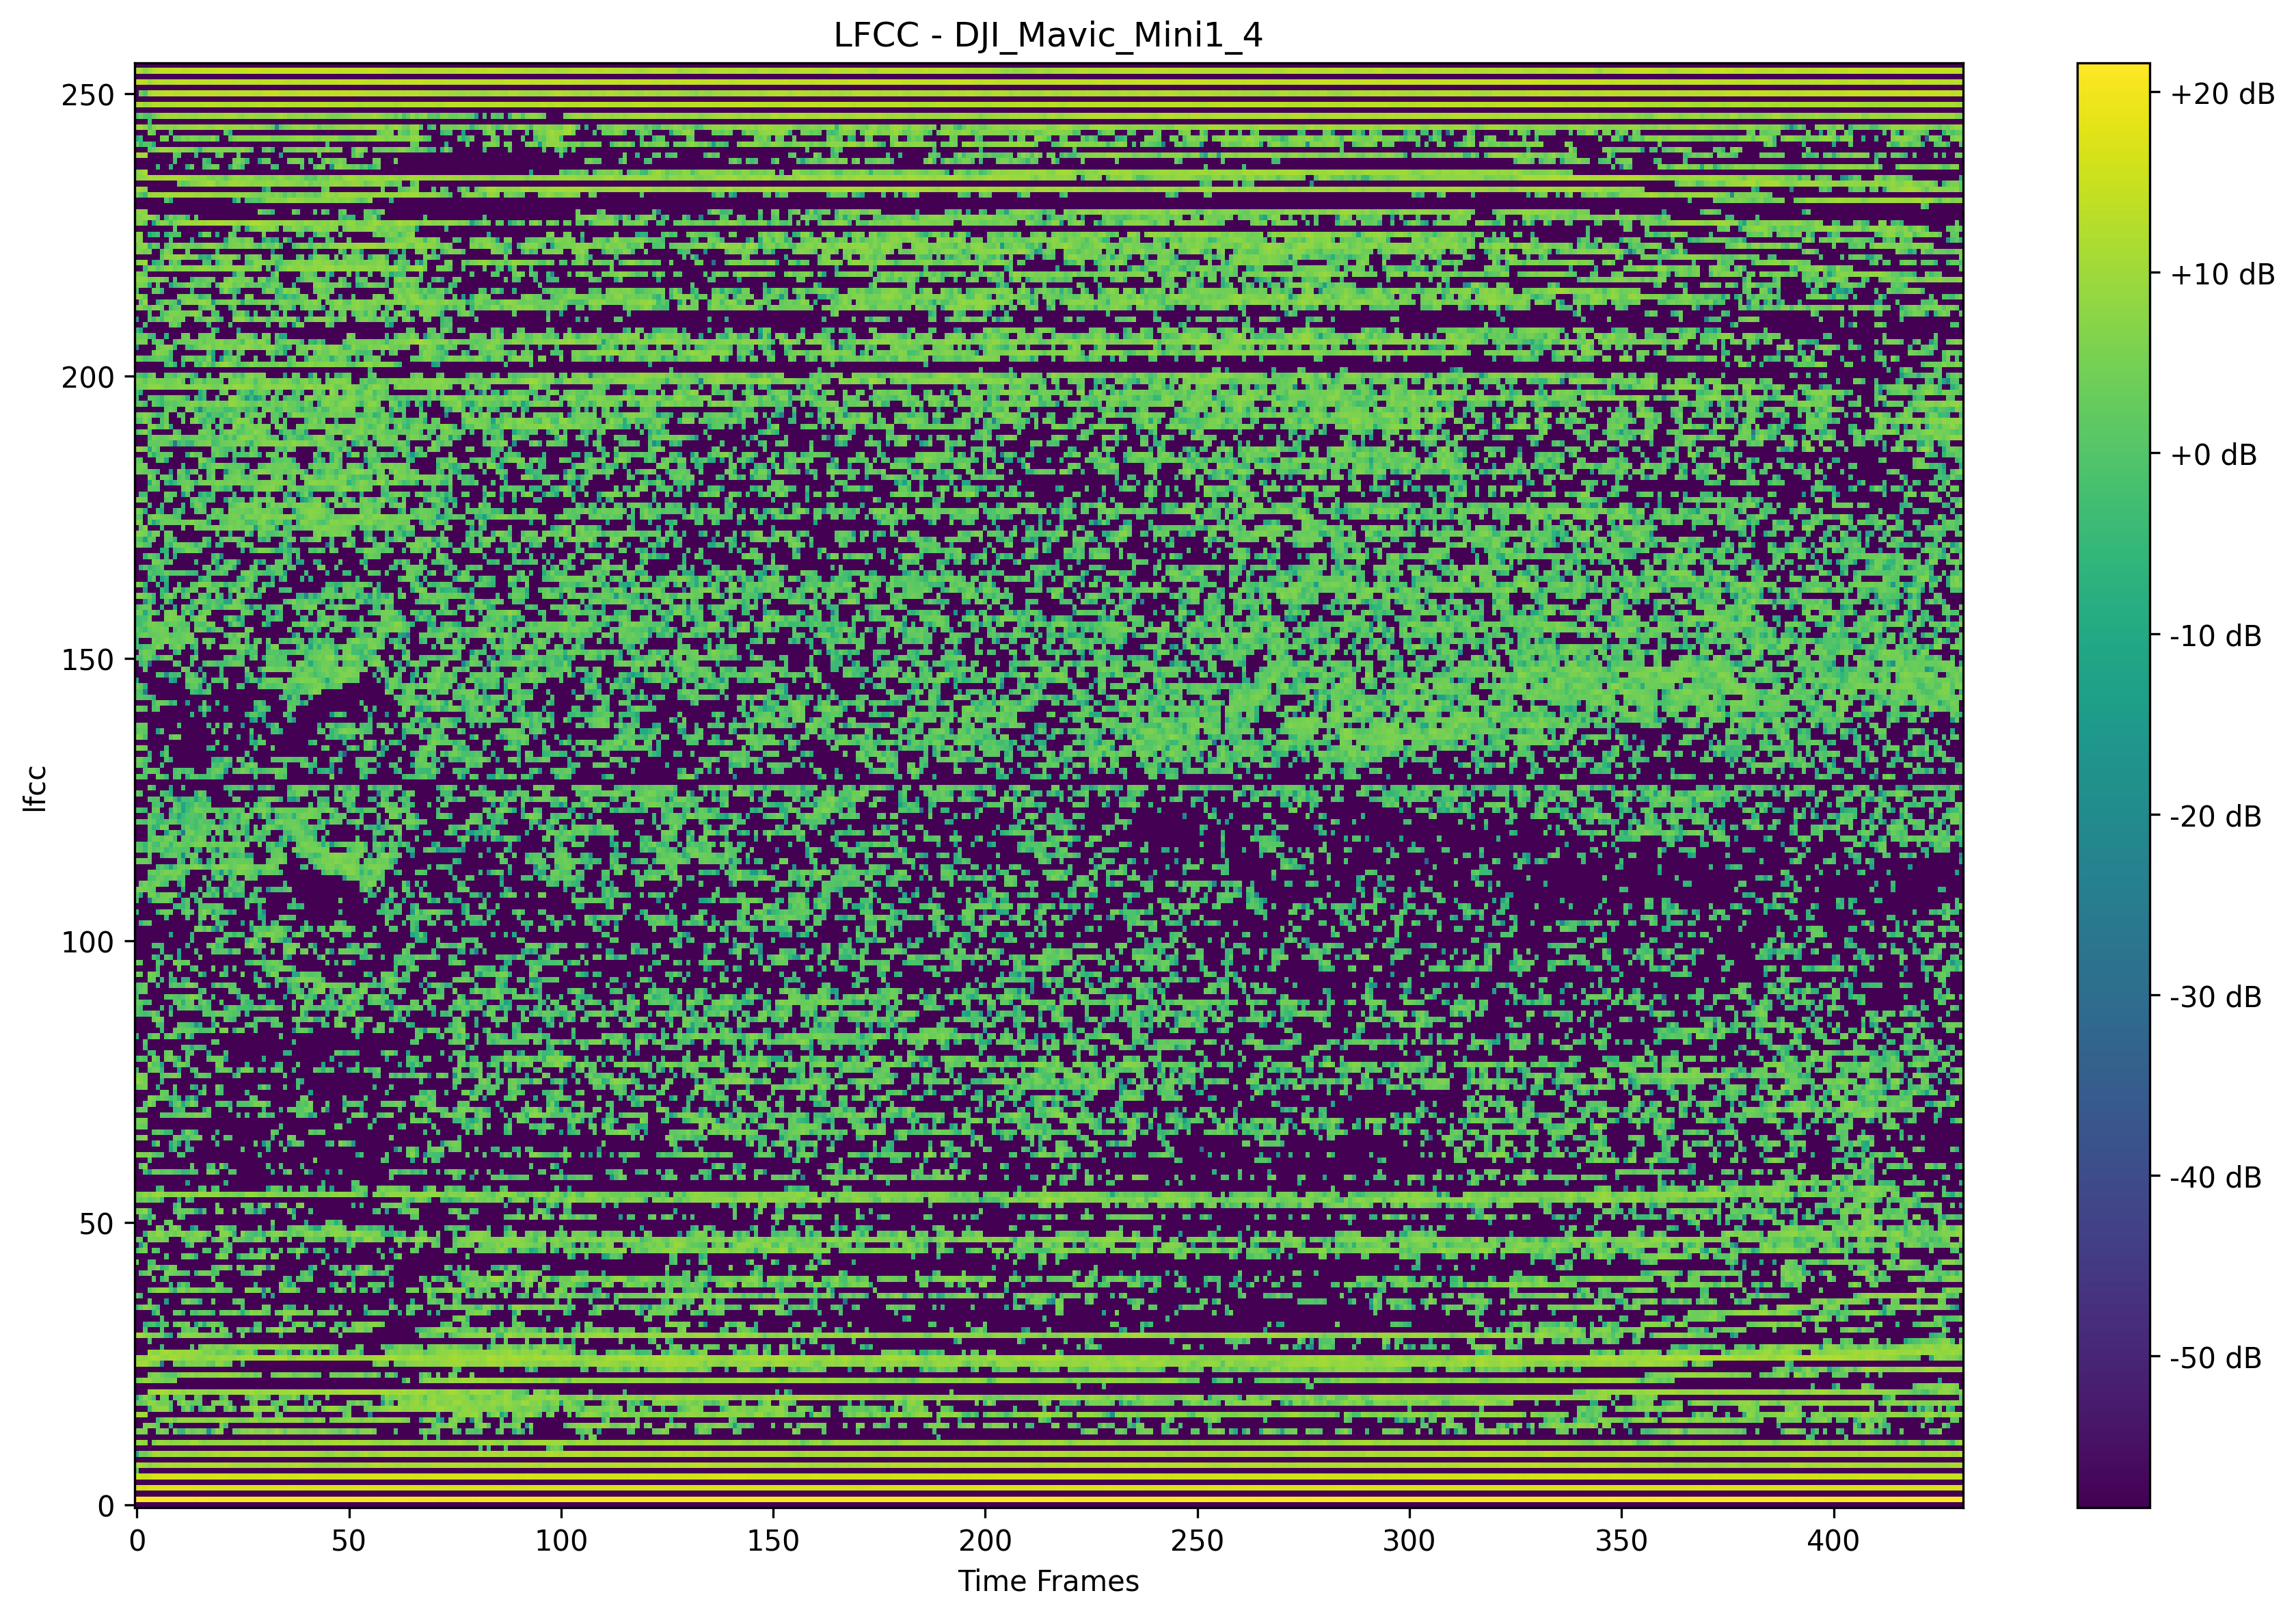 LFCC - DJI_Mavic_Mini1_4
250
200
150
100
50
0
lfcc
0 50 100 150 200 250 300 350 400
Time Frames
+20 dB
+10 dB
+0 dB
-10 dB
-20 dB
-30 dB
-40 dB
-50 dB